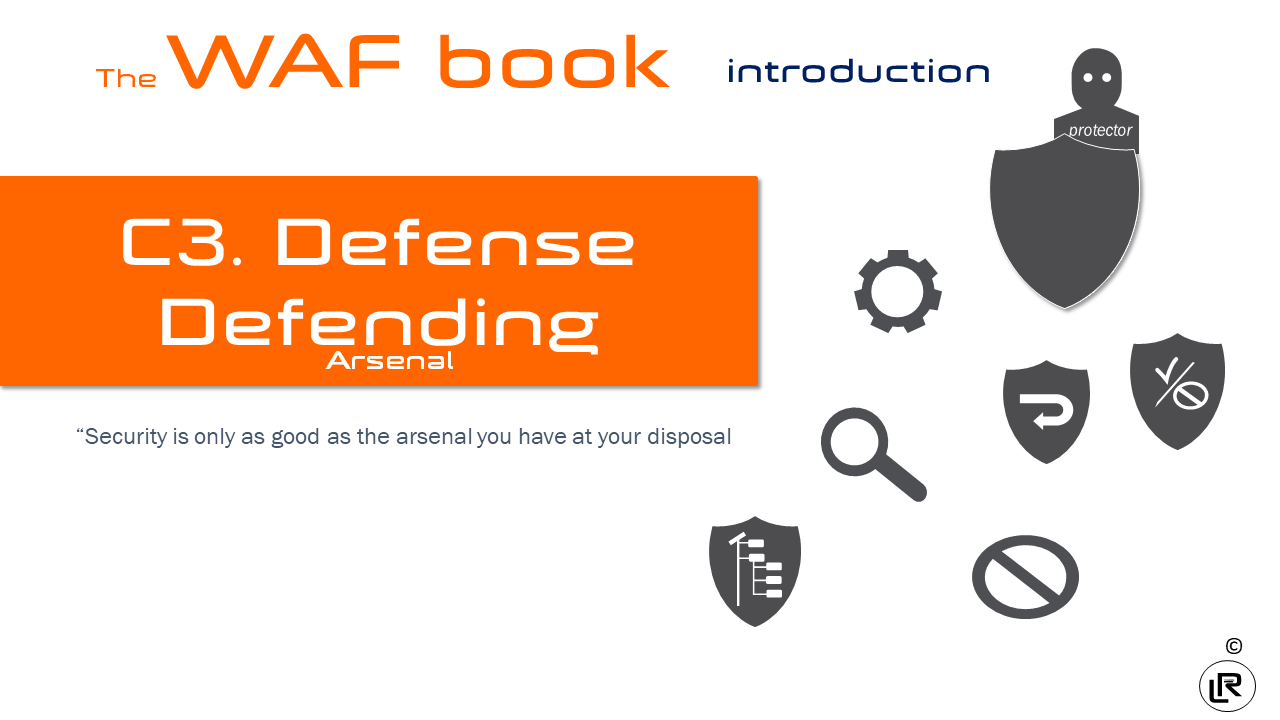 The WAF book introduction
protector
C3. Defense
Defending
Arsenal
“Security is only as good as the arsenal you have at your disposal
©
LR